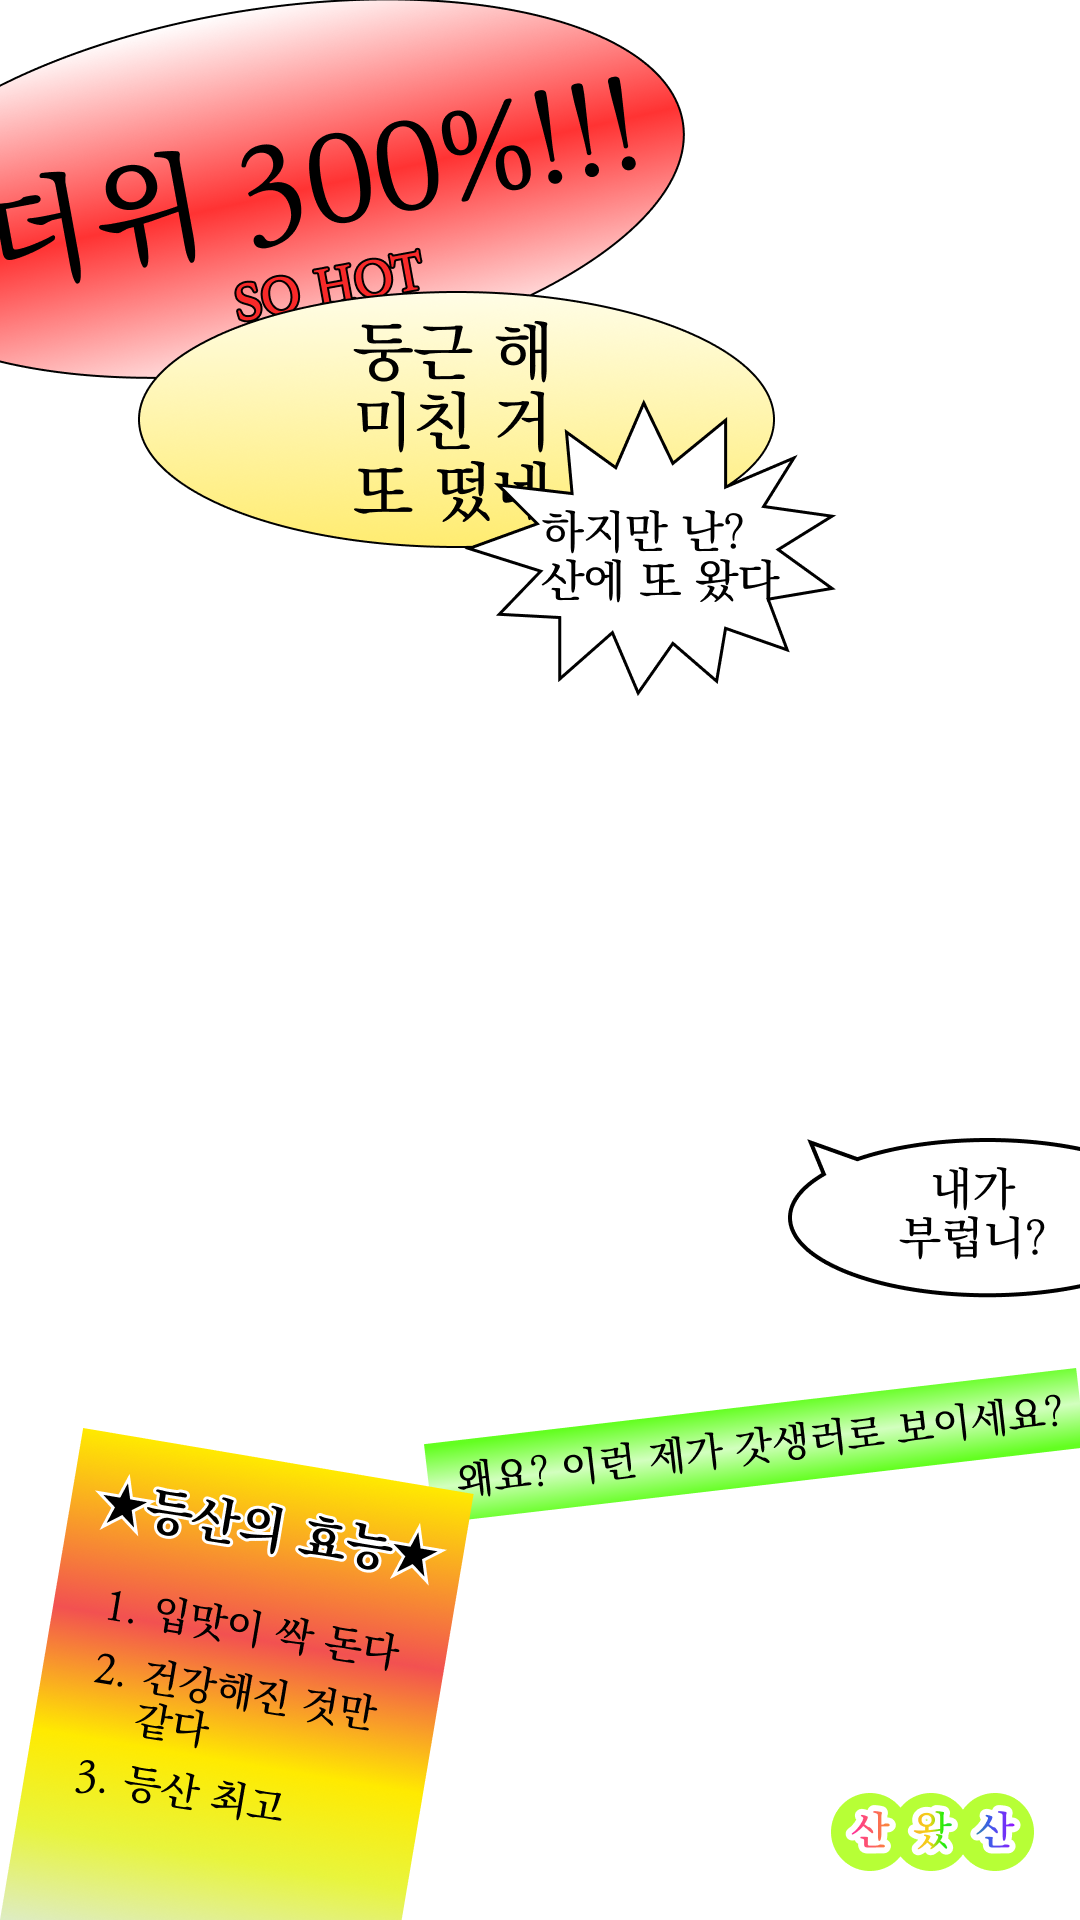 더위 300%!!!
SO HOT
둥근 해
미친 거
또 떴네
하지만 난?
산에 또 왔다
내가
부럽니?
왜요? 이런 제가 갓생러로 보이세요?
★등산의 효능★
1. 입맛이 싹 돈다
2. 건강해진 것만
같다
3. 등산 최고
산 왔 산